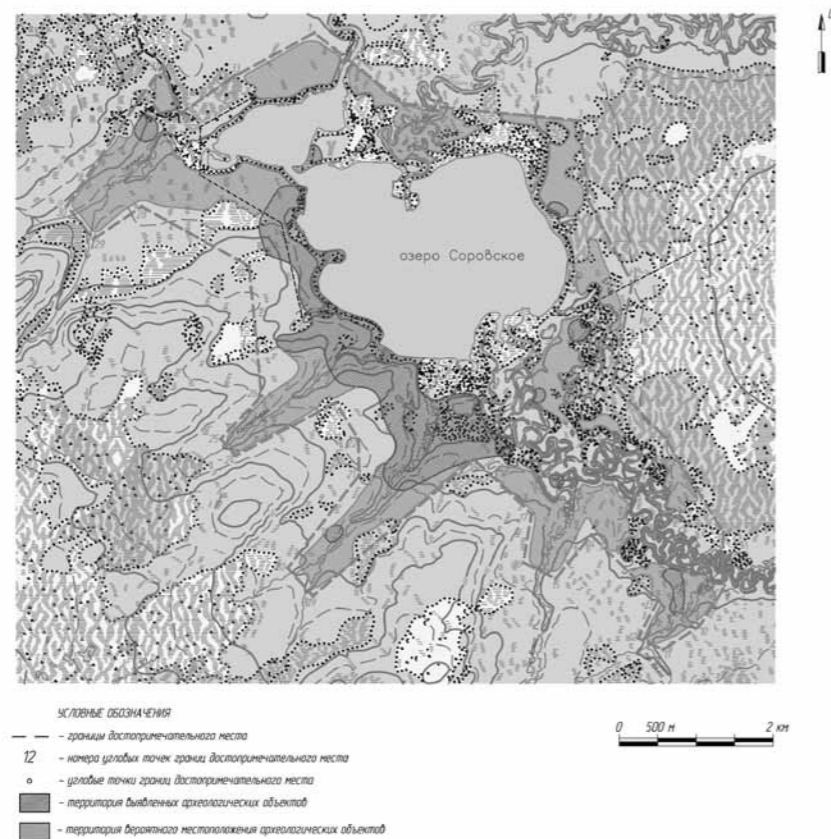 озеро Соровское
УСЛОВНЫЕ ОБОЗНАЧЕНИЯ
– границы достопримечательного места
12 – номера угловых точек границ достопримечательного места
– угловые точки границ достопримечательного места
– территория выявленных археологических объектов
– территория вероятного местоположения археологических объектов
0 500 м 2 км